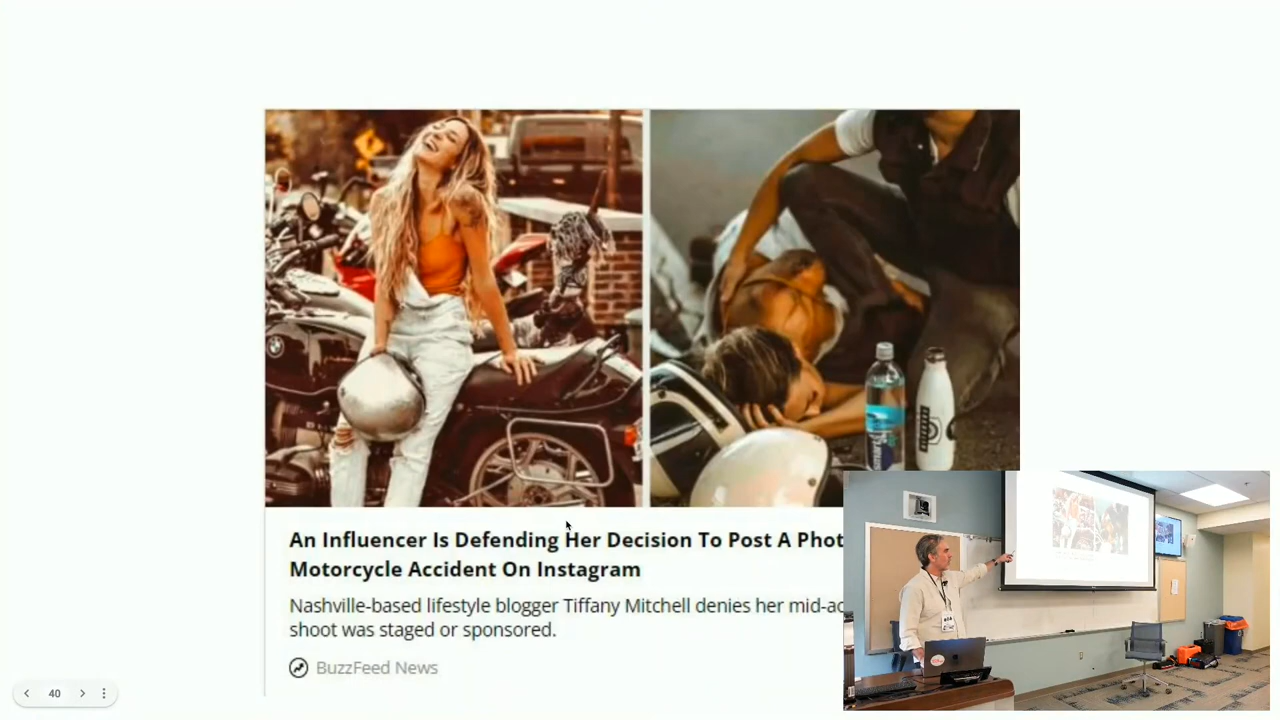 An Influencer Is Defending Her Decision To Post A Phot
Motorcycle Accident On Instagram
Nashville-based lifestyle blogger Tiffany Mitchell denies her mid-ac
shoot was staged or sponsored.
BuzzFeed News
40
smart